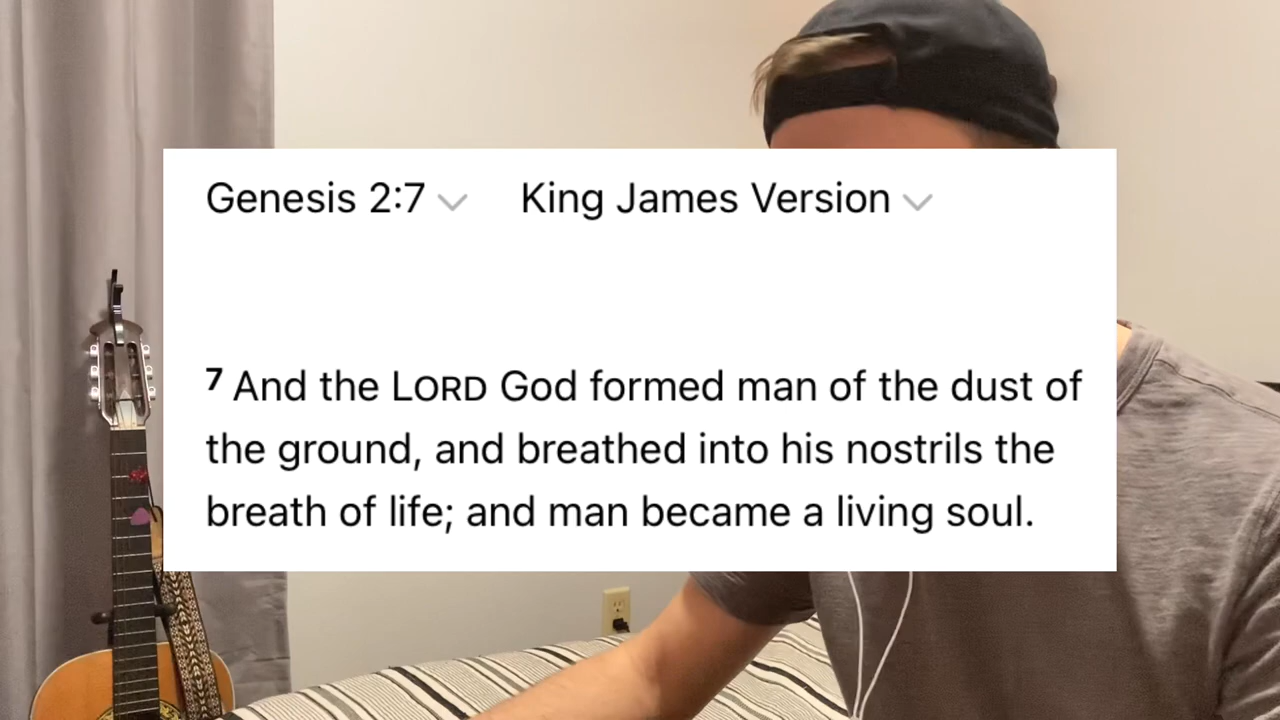 Genesis 2:7 King James Version
7 And the LORD God formed man of the dust of
the ground, and breathed into his nostrils the
breath of life; and man became a living soul.